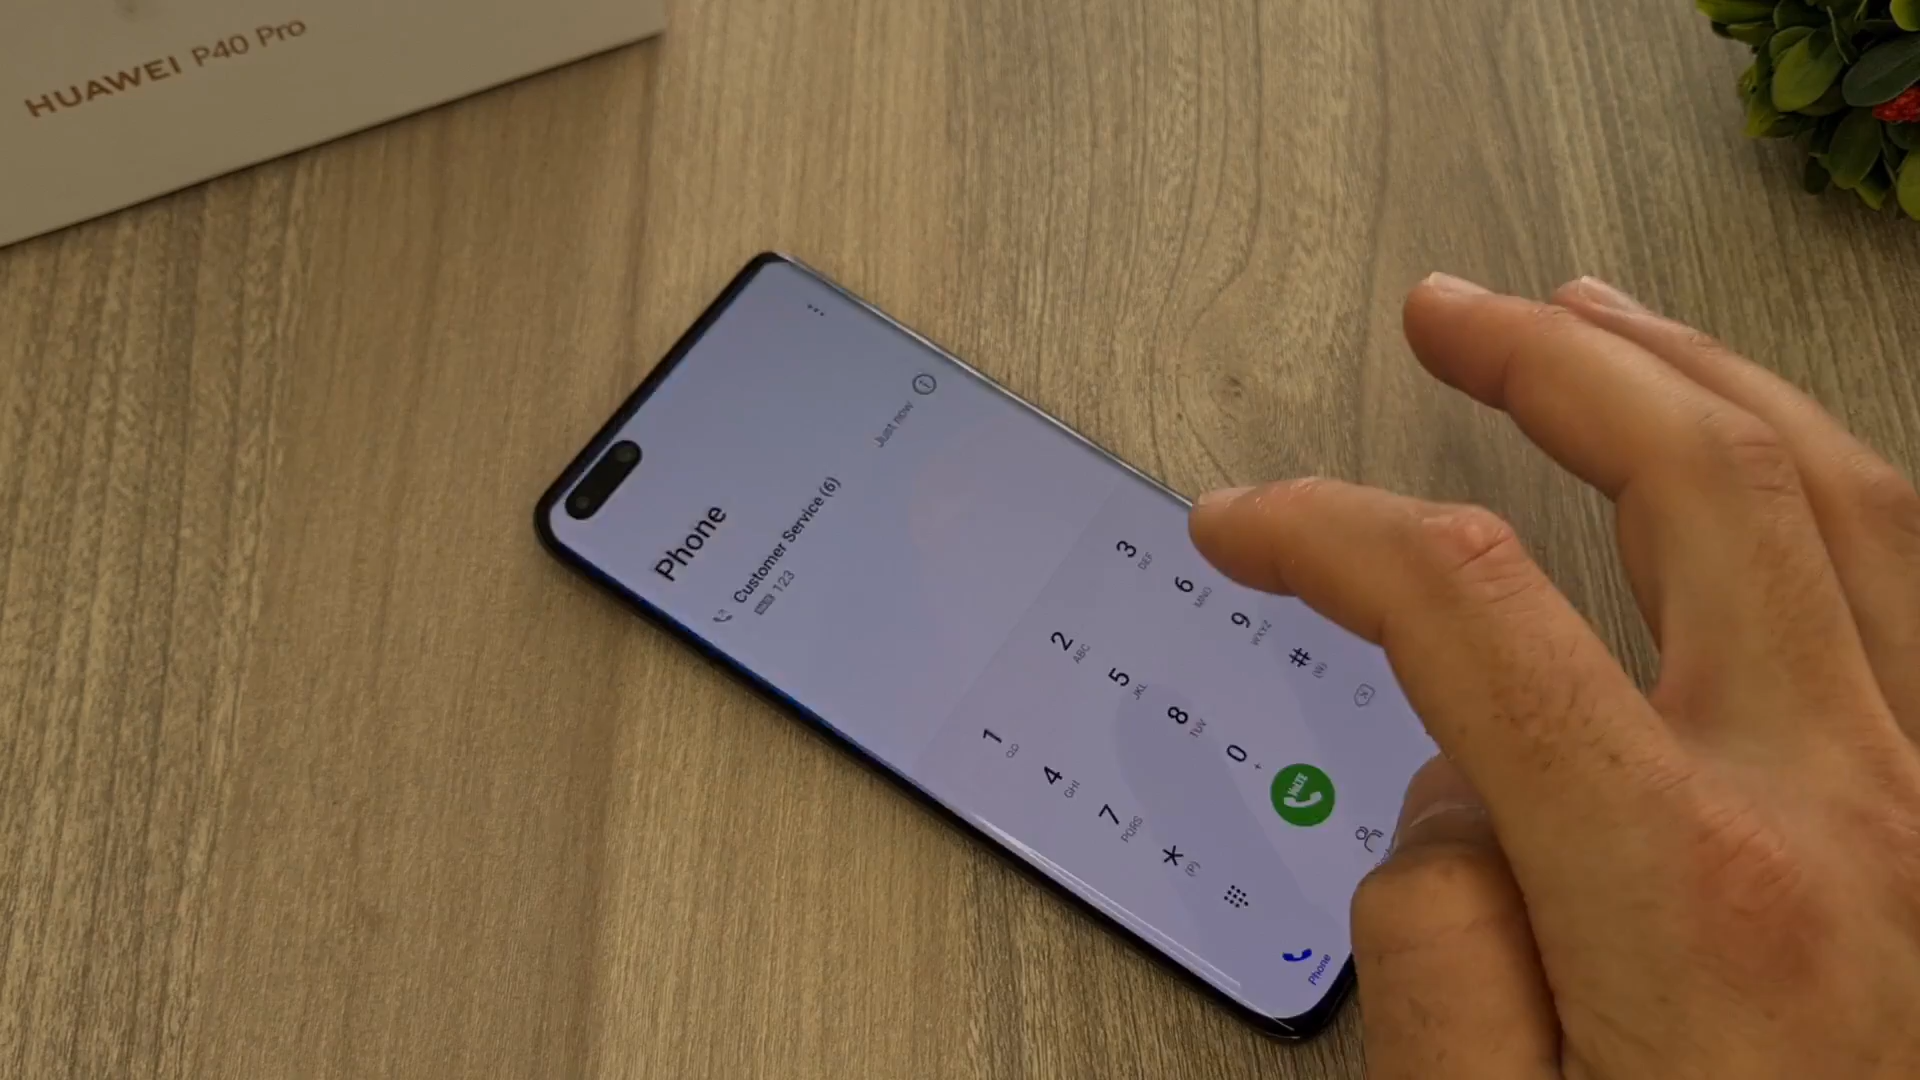 HUAWEI P40 Pro
Phone
Customer Service (6)
123
Just now
1
2 ABC
3 DEF
4 GHI
5 JKL
6 MNO
7 PQRS
8 TUV
9 WXYZ
* (P)
0 +
# (N)
VoLTE
Phone